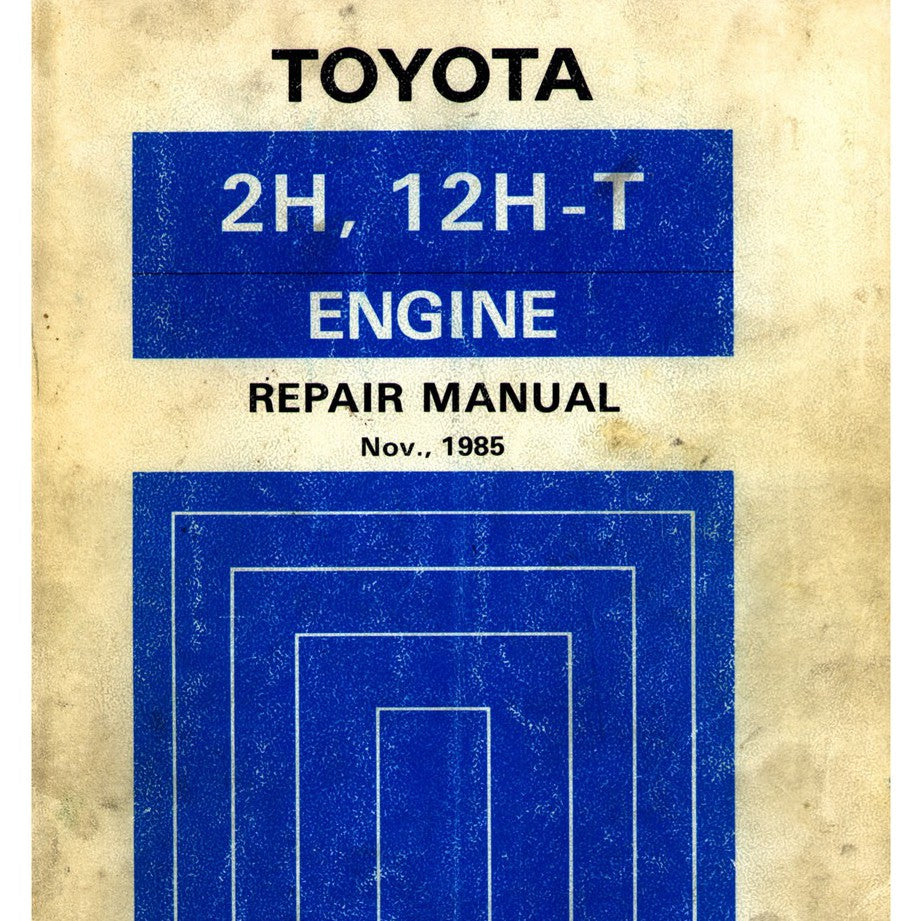 TOYOTA
2H, 12H-T
ENGINE
REPAIR MANUAL
Nov., 1985